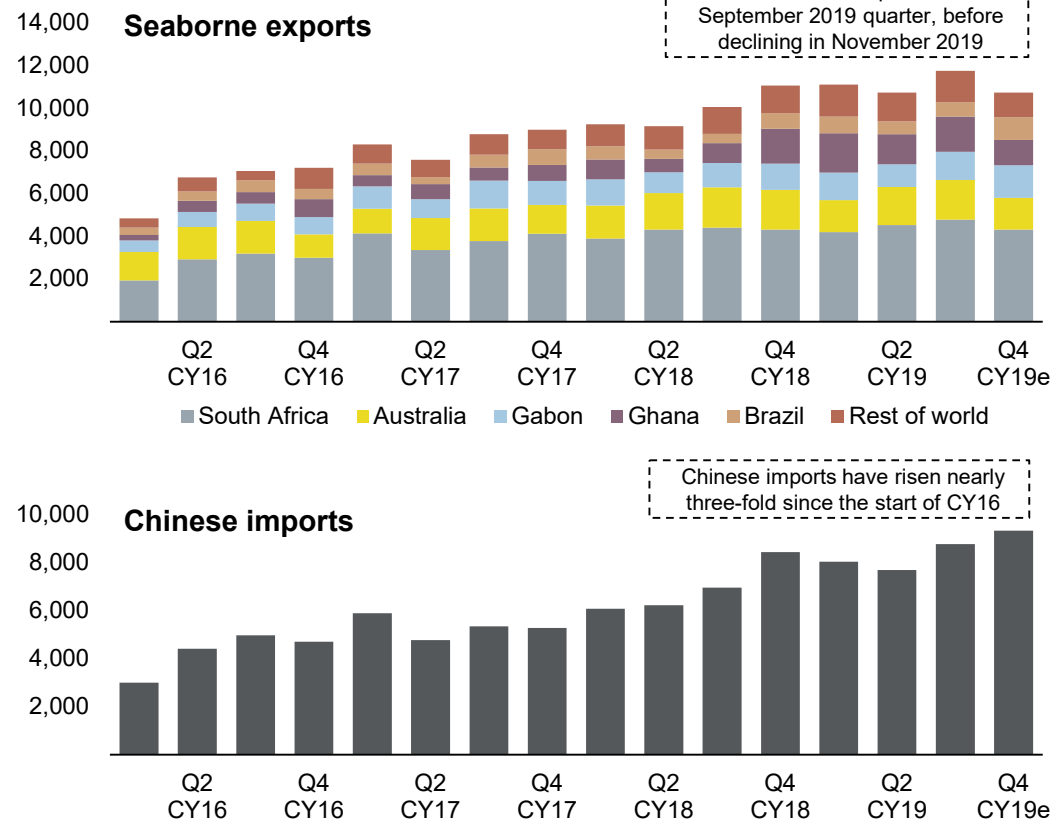 14,000
Seaborne exports
September 2019 quarter, before
declining in November 2019
12,000
10,000
8,000
6,000
4,000
2,000
Q2 Q4 Q2 Q4 Q2 Q4 Q2 Q4
CY16 CY16 CY17 CY17 CY18 CY18 CY19 CY19e
South Africa Australia Gabon Ghana Brazil Rest of world
Chinese imports have risen nearly
three-fold since the start of CY16
10,000
Chinese imports
8,000
6,000
4,000
2,000
Q2 Q4 Q2 Q4 Q2 Q4 Q2 Q4
CY16 CY16 CY17 CY17 CY18 CY18 CY19 CY19e